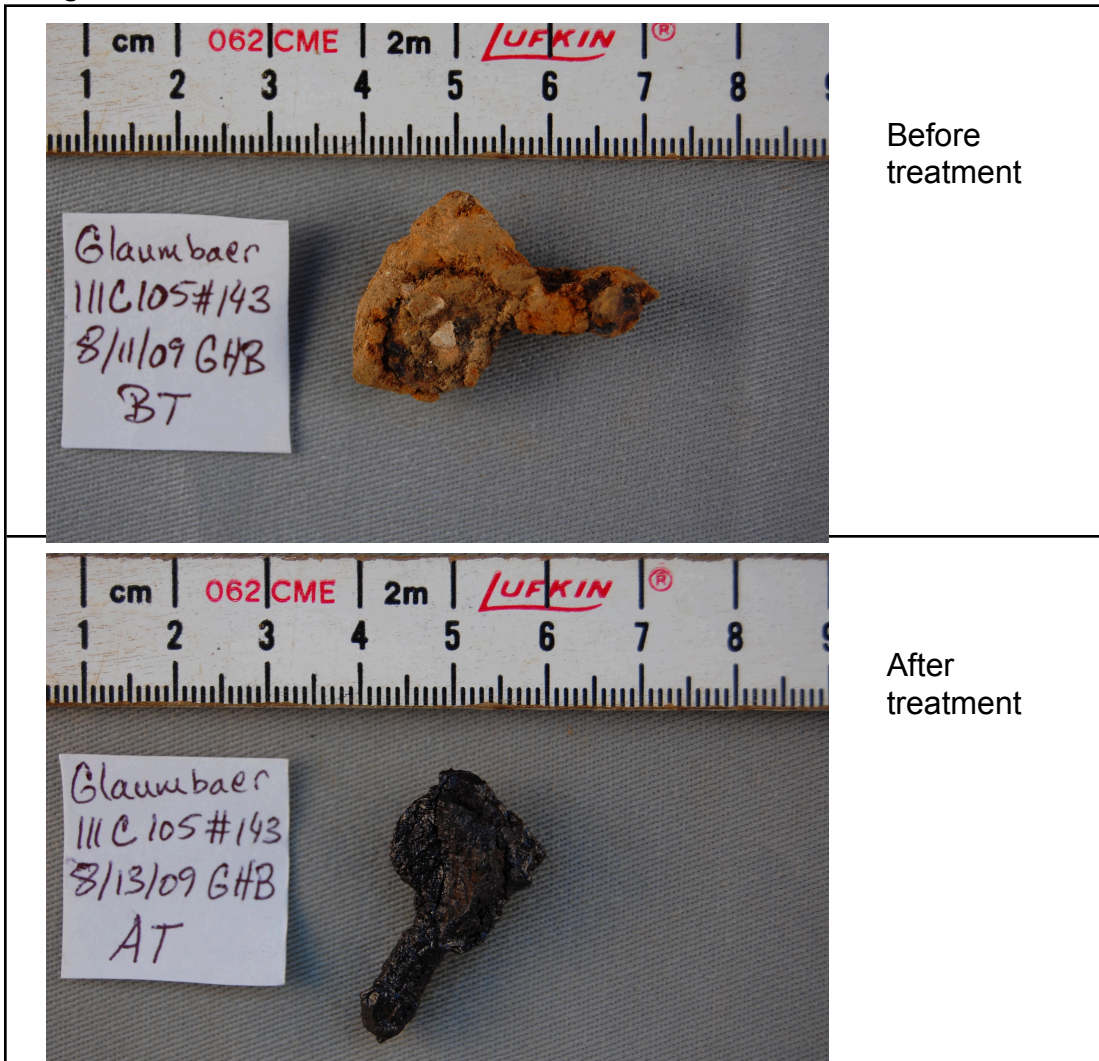 cm 062 CME 2m LUFKIN ®
1 2 3 4 5 6 7 8
Glaumbaer
111C105#143
8/11/09 GHB
BT
Before
treatment
cm 062 CME 2m LUFKIN ®
1 2 3 4 5 6 7 8
Glaumbaer
111C105#143
8/13/09 GHB
AT
After
treatment